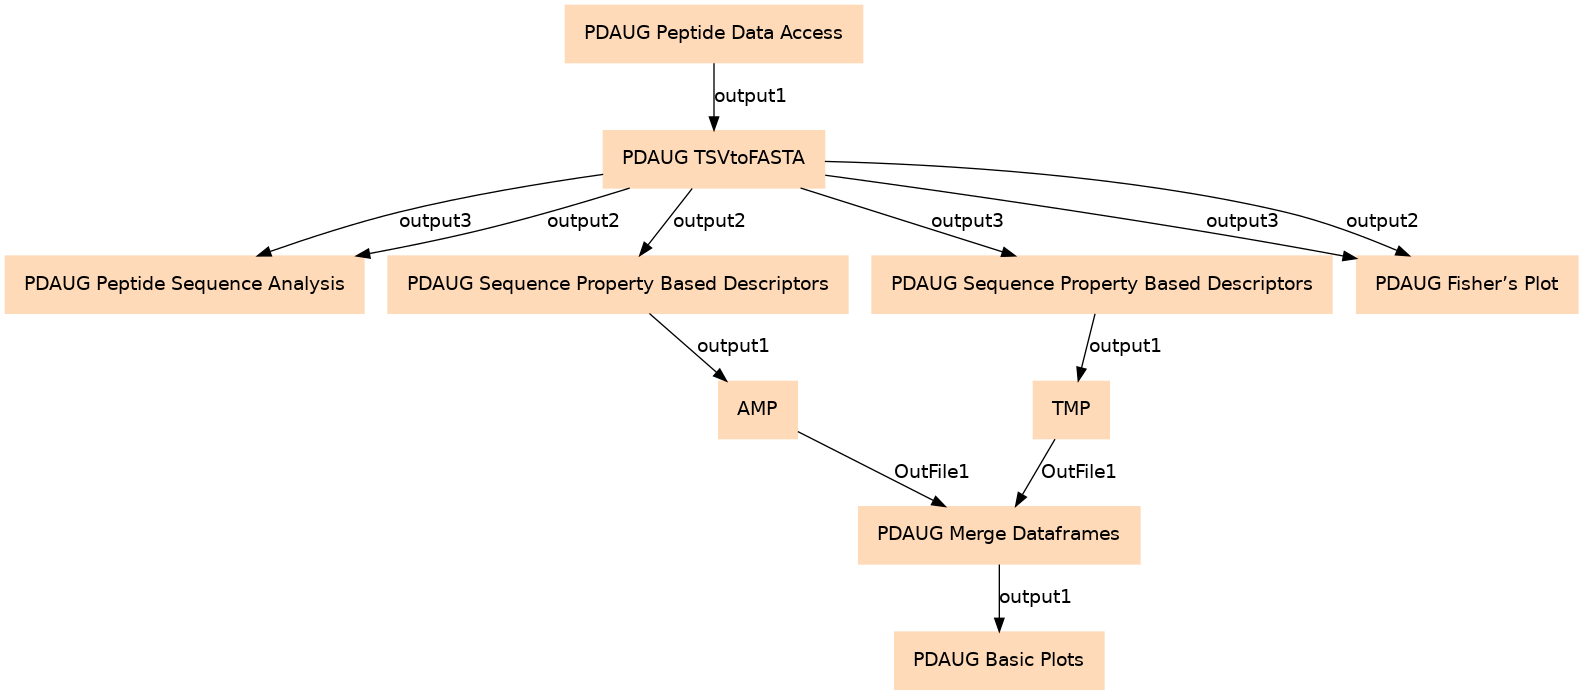 PDAUG Peptide Data Access
output1
PDAUG TSVtoFASTA
output3
output2
output2
output3
output3
output2
PDAUG Peptide Sequence Analysis
PDAUG Sequence Property Based Descriptors
PDAUG Sequence Property Based Descriptors
PDAUG Fisher’s Plot
output1
output1
AMP
TMP
OutFile1
OutFile1
PDAUG Merge Dataframes
output1
PDAUG Basic Plots